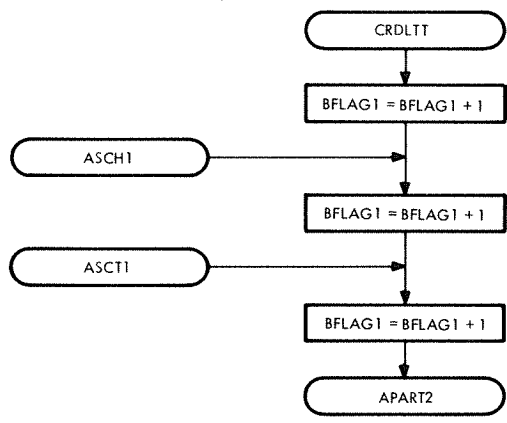 CRDLTT
BFLAG1 = BFLAG1 + 1
ASCH1
BFLAG1 = BFLAG1 + 1
ASCT1
BFLAG1 = BFLAG1 + 1
APART2